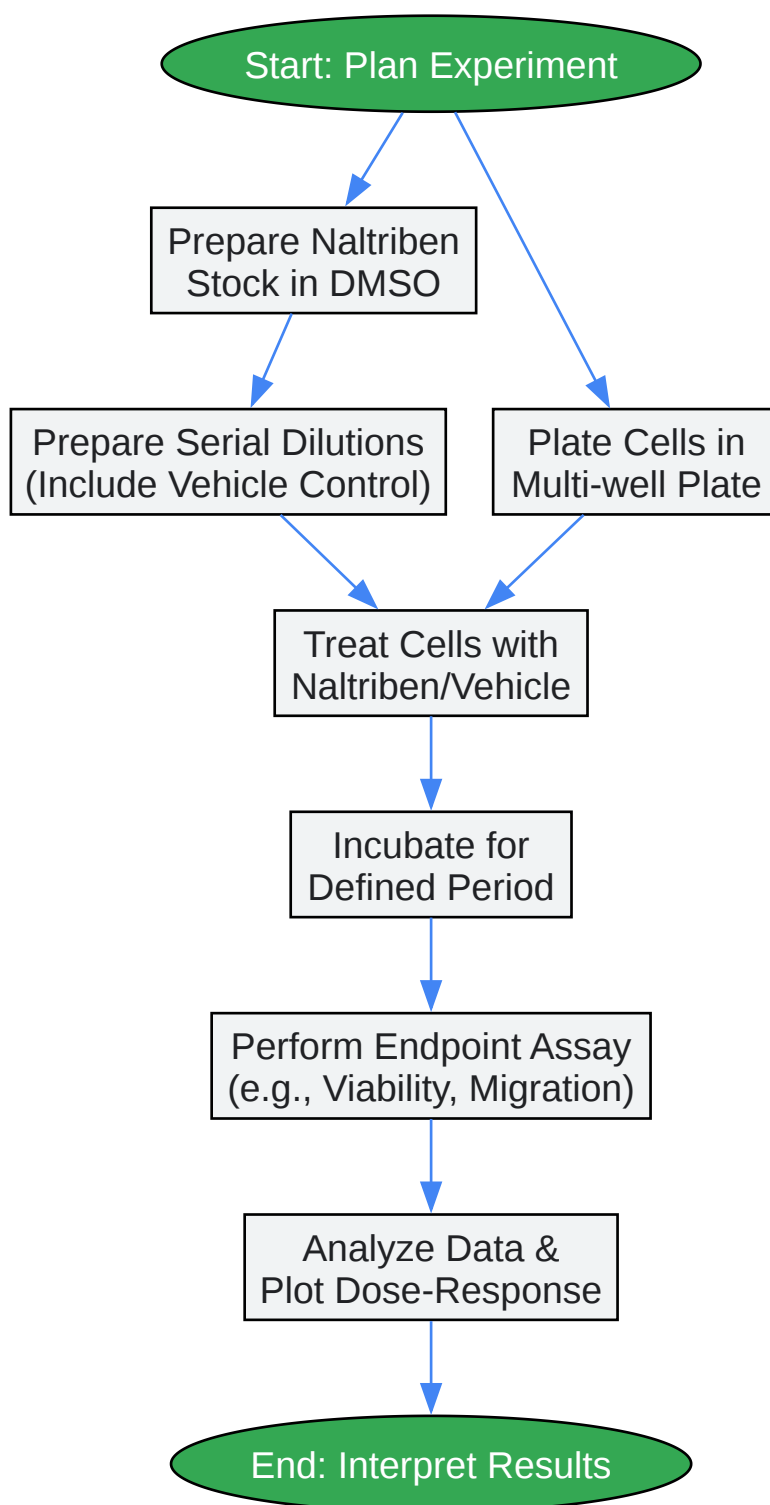 Start: Plan Experiment
Prepare Naltriben
Stock in DMSO
Prepare Serial Dilutions
(Include Vehicle Control)
Plate Cells in
Multi-well Plate
Treat Cells with
Naltriben/Vehicle
Incubate for
Defined Period
Perform Endpoint Assay
(e.g., Viability, Migration)
Analyze Data &
Plot Dose-Response
End: Interpret Results